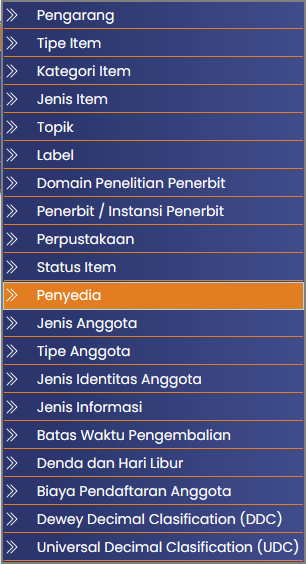 Pengarang
Tipe Item
Kategori Item
Jenis Item
Topik
Label
Domain Penelitian Penerbit
Penerbit / Instansi Penerbit
Perpustakaan
Status Item
Penyedia
Jenis Anggota
Tipe Anggota
Jenis Identitas Anggota
Jenis Informasi
Batas Waktu Pengembalian
Denda dan Hari Libur
Biaya Pendaftaran Anggota
Dewey Decimal Clasification (DDC)
Universal Decimal Clasification (UDC)